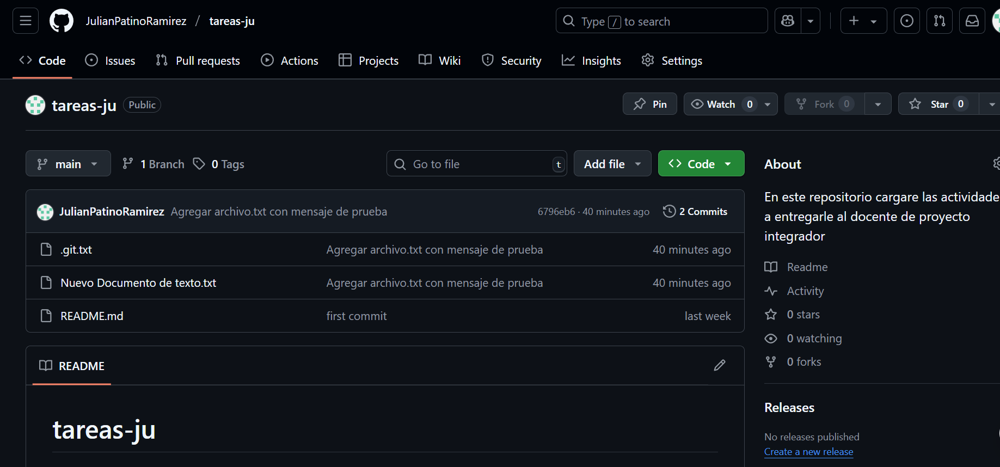 JulianPatinoRamirez / tareas-ju
Type / to search
Code
Issues
Pull requests
Actions
Projects
Wiki
Security
Insights
Settings
tareas-ju Public
Pin
Watch 0
Fork 0
Star 0
main
1 Branch
0 Tags
Go to file
t
Add file
Code
JulianPatinoRamirez Agregar archivo.txt con mensaje de prueba 6796eb6 · 40 minutes ago 2 Commits
.git.txt Agregar archivo.txt con mensaje de prueba 40 minutes ago
Nuevo Documento de texto.txt Agregar archivo.txt con mensaje de prueba 40 minutes ago
README.md first commit last week
README
tareas-ju
About
En este repositorio cargare las actividade
a entregarle al docente de proyecto
integrador
Readme
Activity
0 stars
0 watching
0 forks
Releases
No releases published
Create a new release